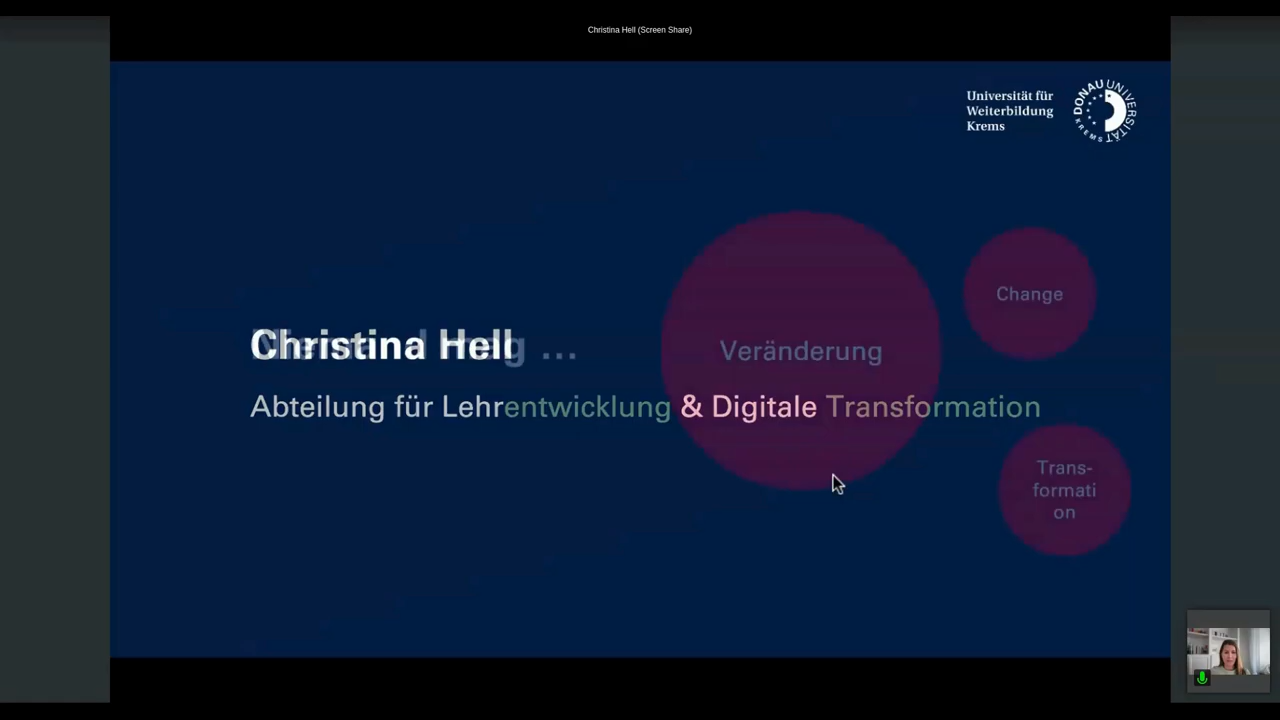 Christina Hell (Screen Share)
Universität für
Weiterbildung
Krems
DONAU UNIVERSITÄT
KREMS
Change
Christina Hell
...
Veränderung
Abteilung für Lehrentwicklung & Digitale Transformation
Trans-
formati
on